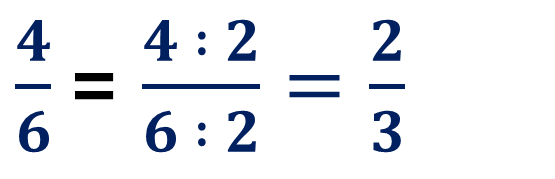 4/6 = 4 : 2/6 : 2 = 2/3